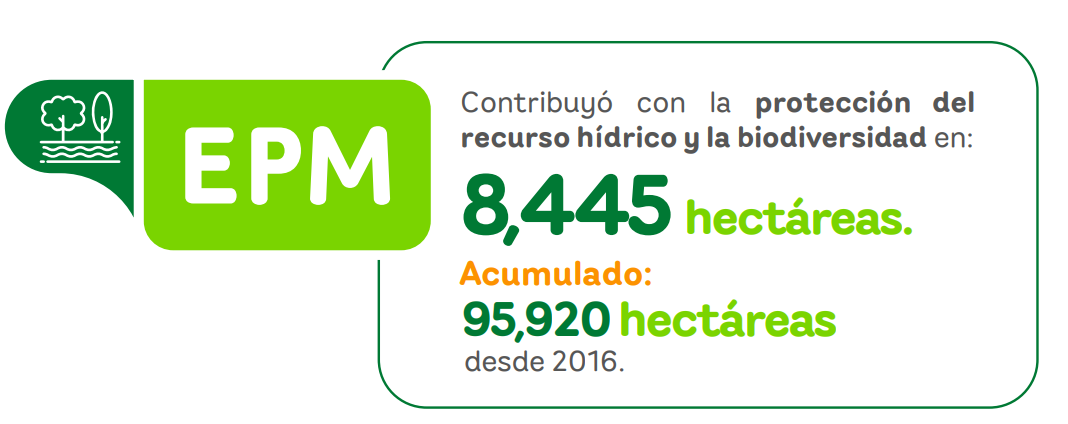 EPM
Contribuyó con la protección del
recurso hídrico y la biodiversidad en:
8,445 hectáreas.
Acumulado:
95,920 hectáreas
desde 2016.